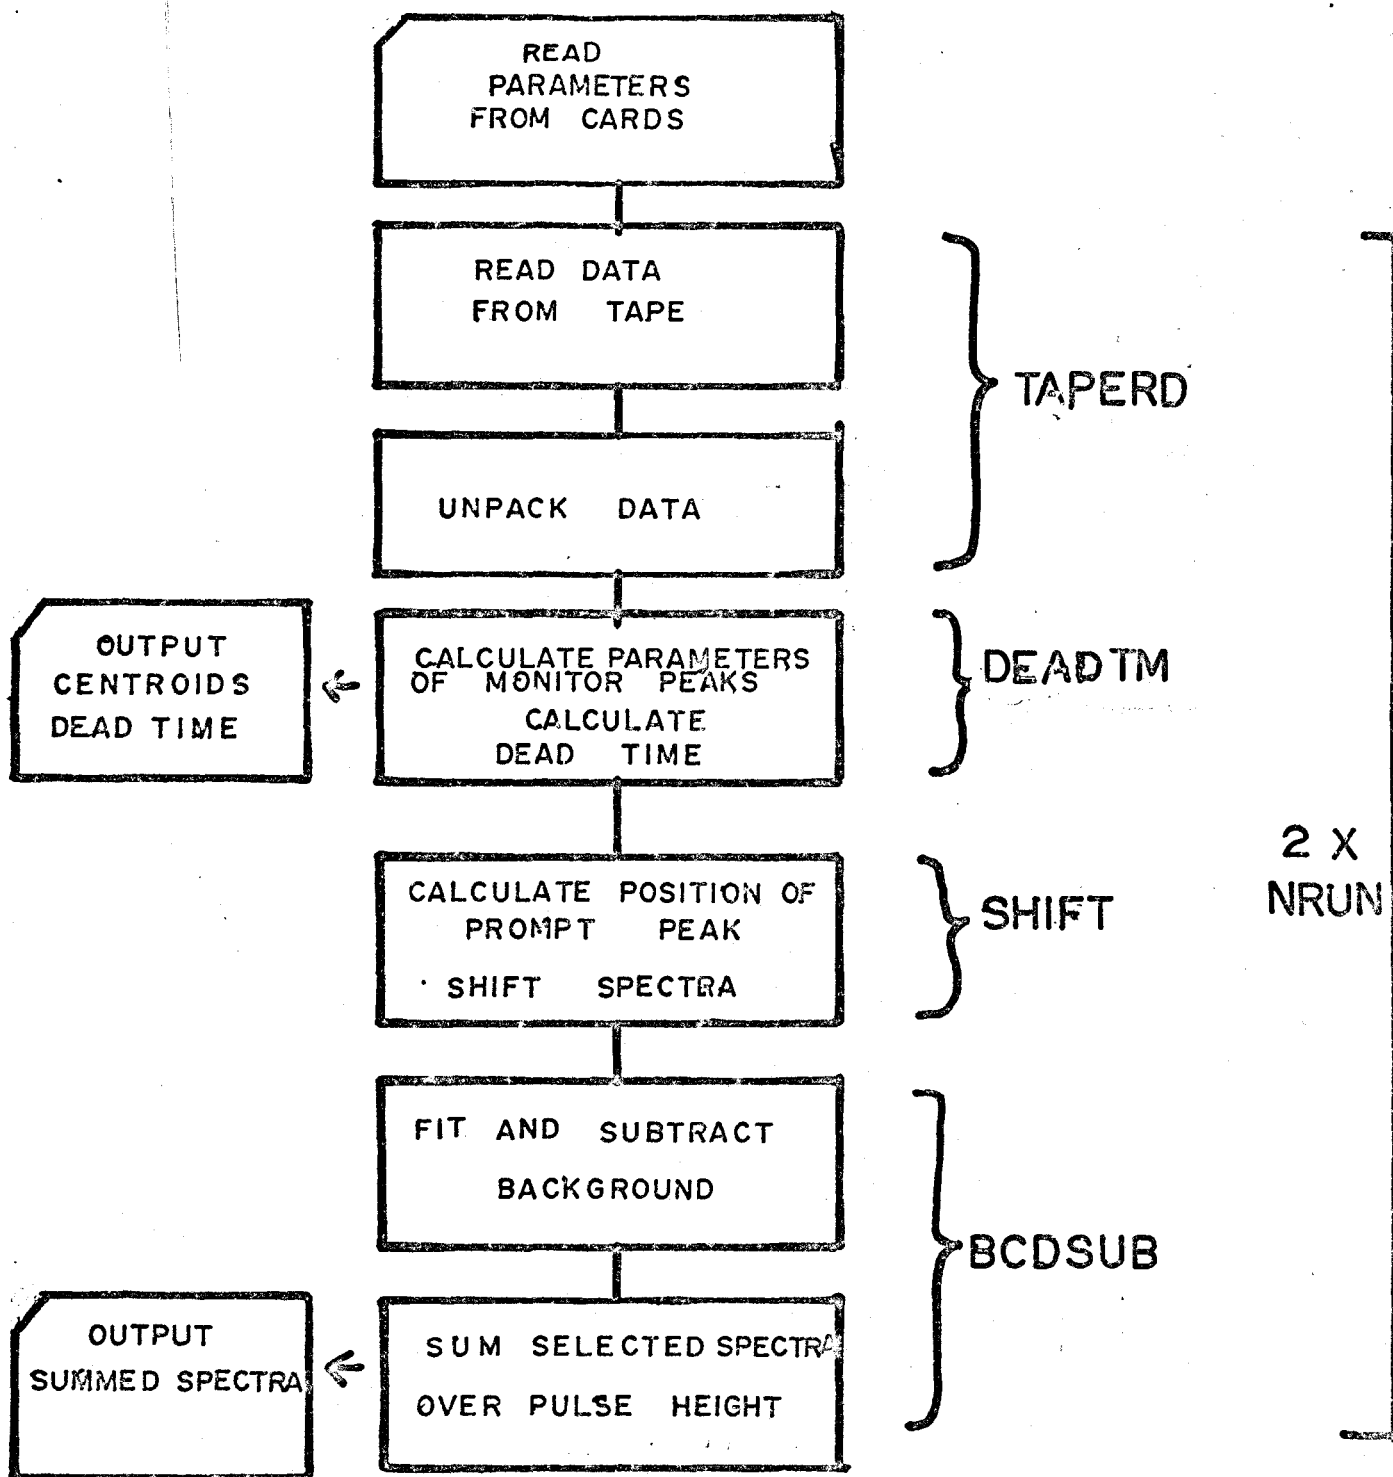 READ
PARAMETERS
FROM CARDS
READ DATA
FROM TAPE
UNPACK DATA
TAPERD
OUTPUT
CENTROIDS
DEAD TIME
CALCULATE PARAMETERS
OF MONITOR PEAKS
CALCULATE
DEAD TIME
DEADTM
CALCULATE POSITION OF
PROMPT PEAK
SHIFT SPECTRA
SHIFT
2 X
NRUN
FIT AND SUBTRACT
BACKGROUND
BCDSUB
OUTPUT
SUMMED SPECTRA
SUM SELECTED SPECTRA
OVER PULSE HEIGHT